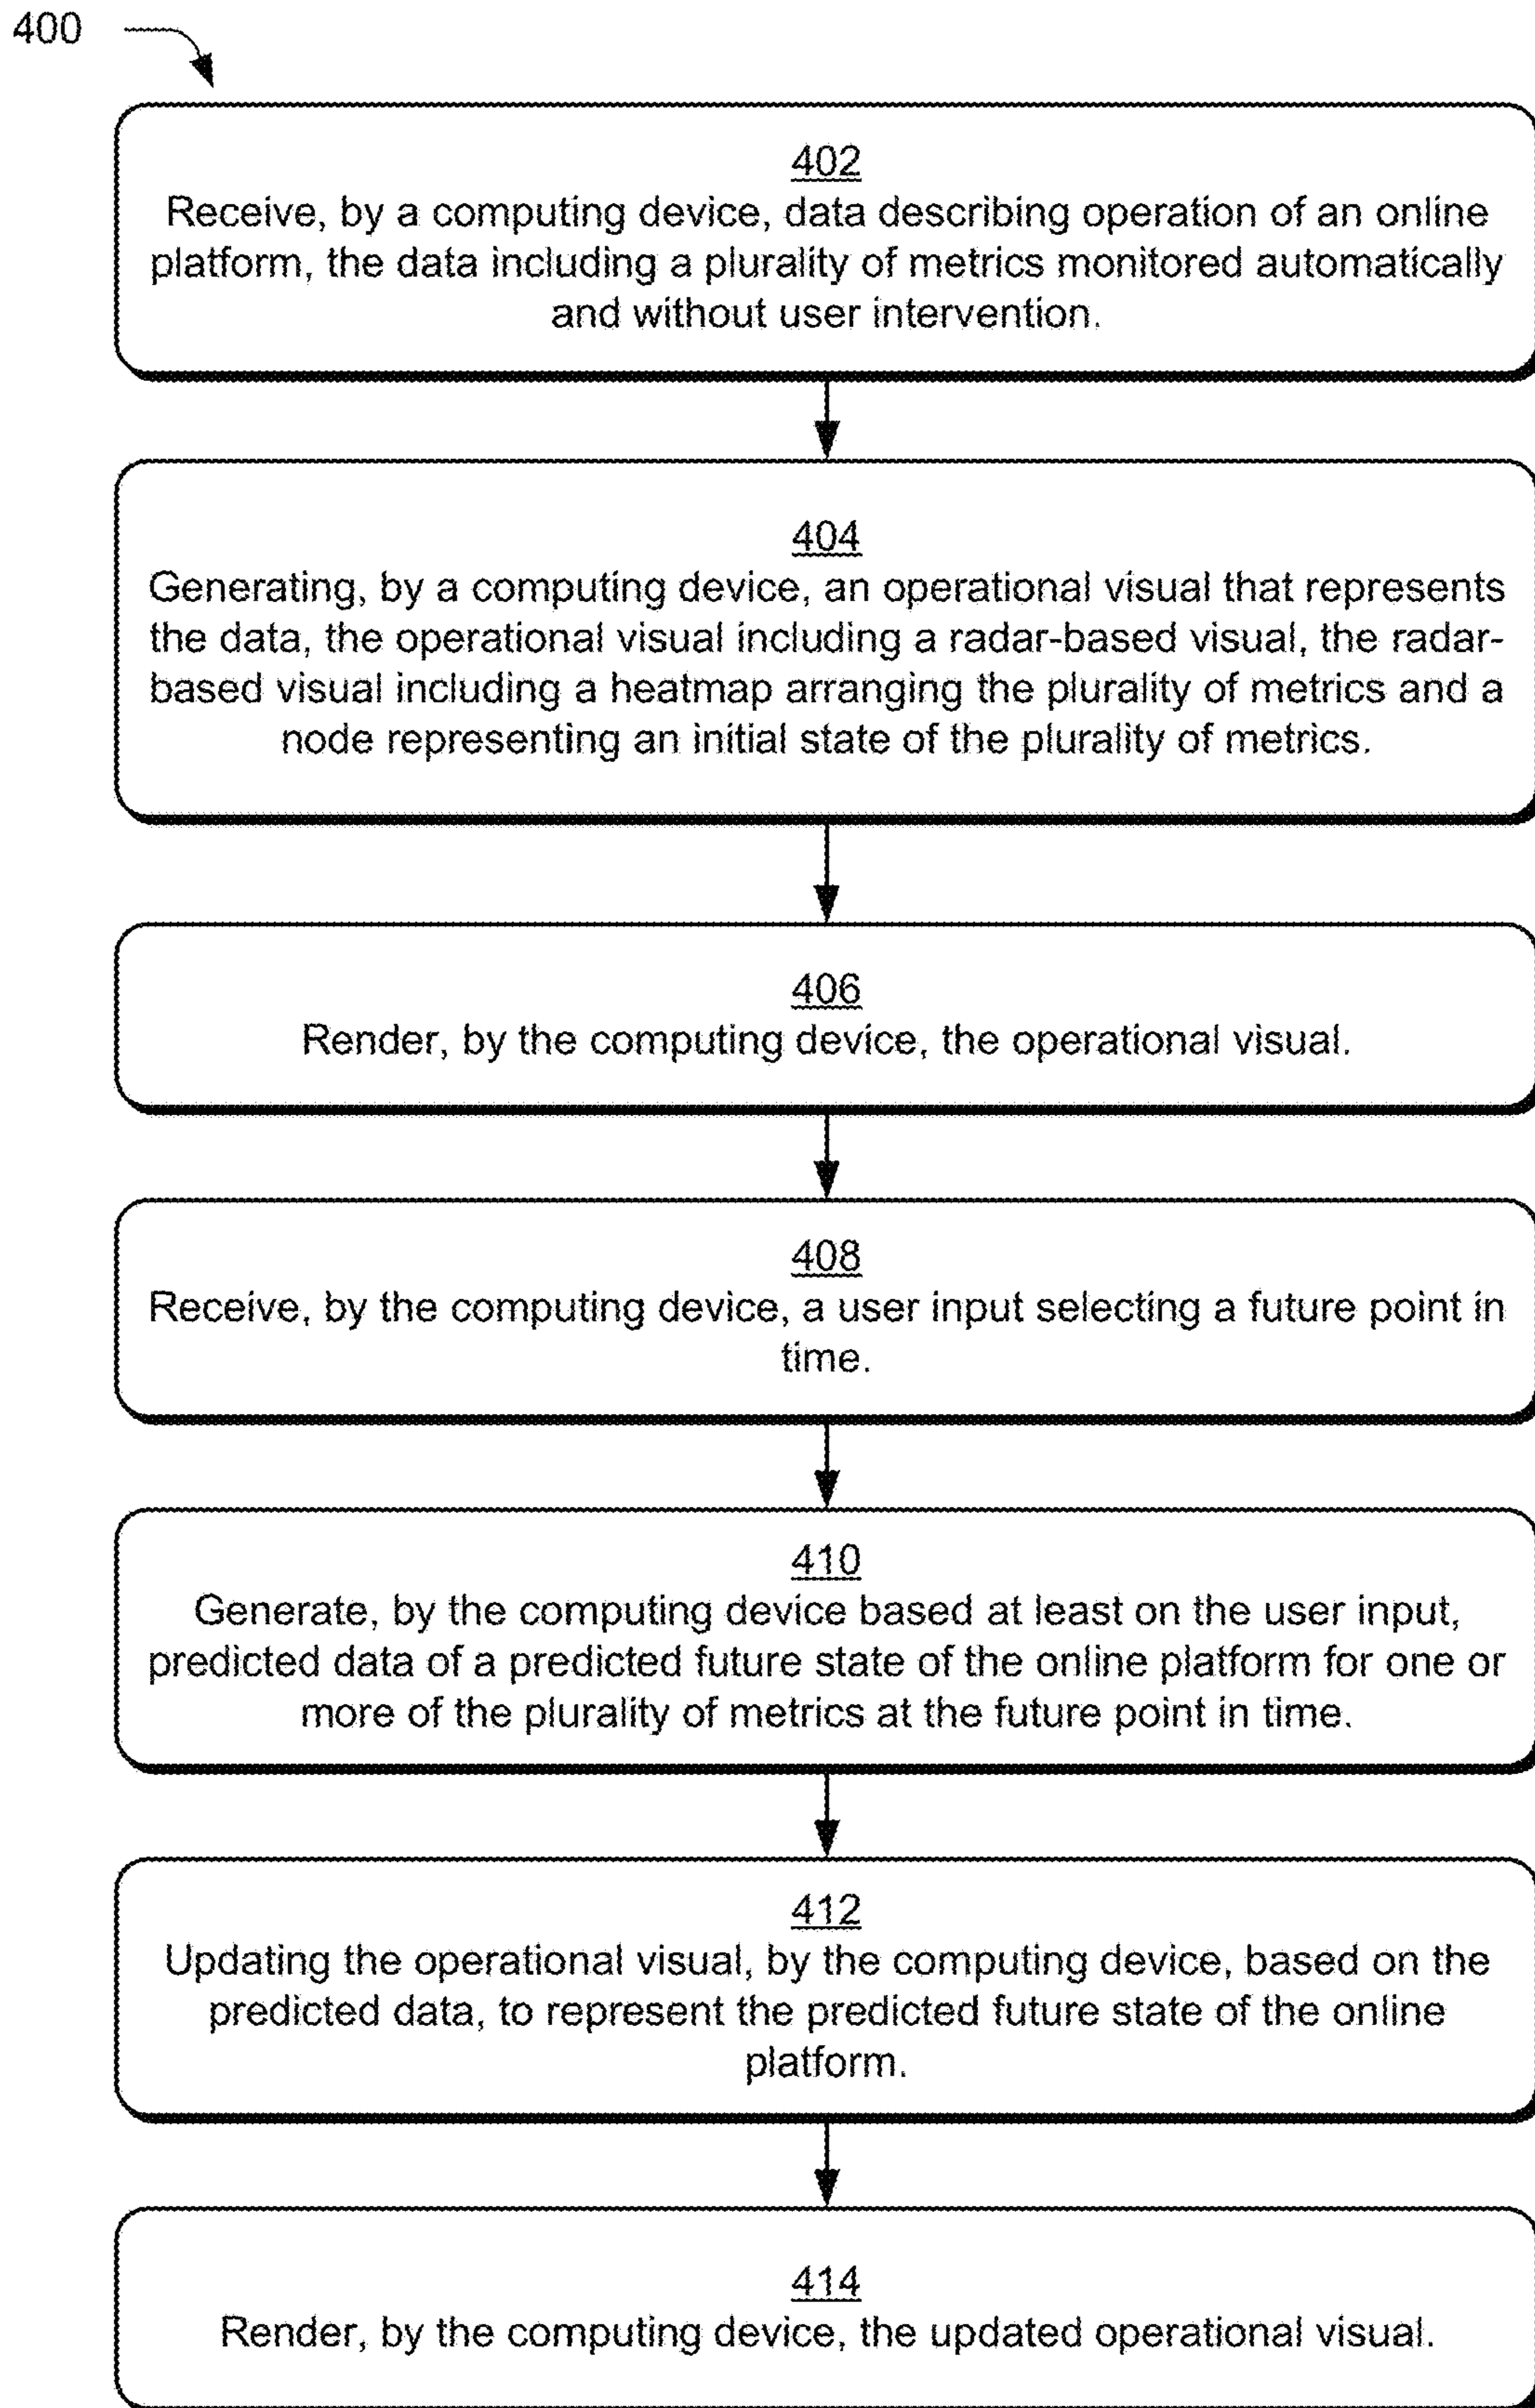 400
402
Receive, by a computing device, data describing operation of an online
platform, the data including a plurality of metrics monitored automatically
and without user intervention.
404
Generating, by a computing device, an operational visual that represents
the data, the operational visual including a radar-based visual, the radar-
based visual including a heatmap arranging the plurality of metrics and a
node representing an initial state of the plurality of metrics.
406
Render, by the computing device, the operational visual.
408
Receive, by the computing device, a user input selecting a future point in
time.
410
Generate, by the computing device based at least on the user input,
predicted data of a predicted future state of the online platform for one or
more of the plurality of metrics at the future point in time.
412
Updating the operational visual, by the computing device, based on the
predicted data, to represent the predicted future state of the online
platform.
414
Render, by the computing device, the updated operational visual.